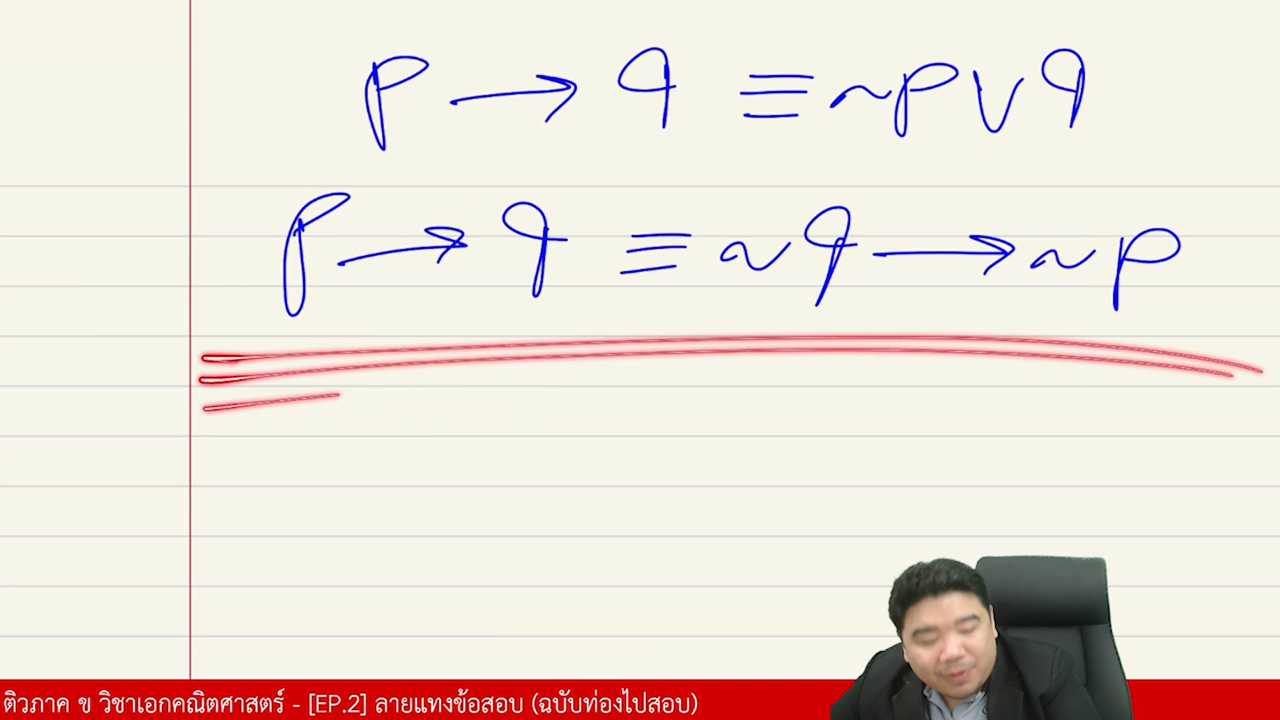 p → q ≡ ~p ∨ q
p → q ≡ ~q → ~p
ติวภาค ข วิชาเอกคณิตศาสตร์ - [EP.2] ลายแทงข้อสอบ (ฉบับท่องไปสอบ)